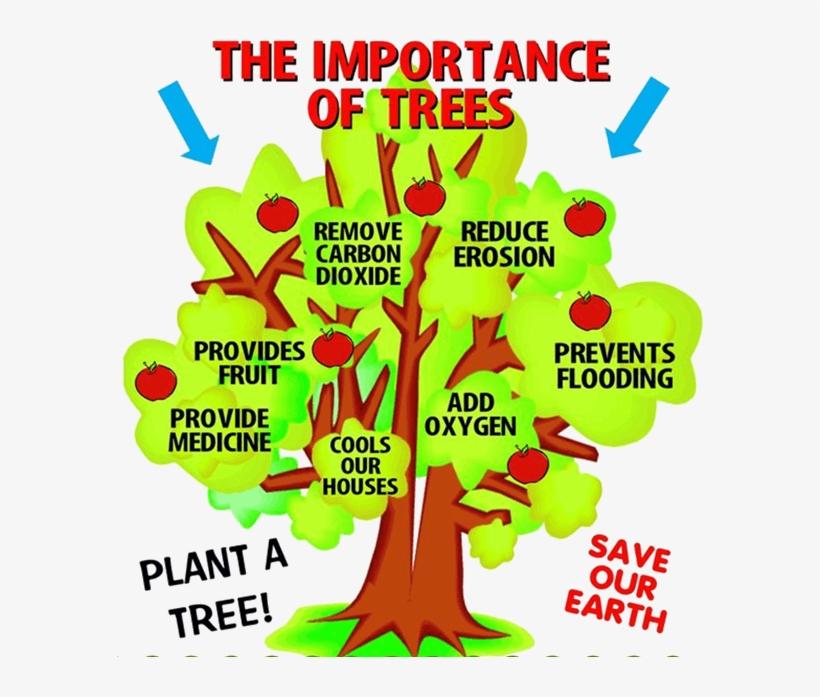 THE IMPORTANCE
OF TREES
REMOVE
CARBON
DIOXIDE
REDUCE
EROSION
PROVIDES
FRUIT
PREVENTS
FLOODING
PROVIDE
MEDICINE
ADD
OXYGEN
COOLS
OUR
HOUSES
PLANT A
TREE!
SAVE
OUR
EARTH